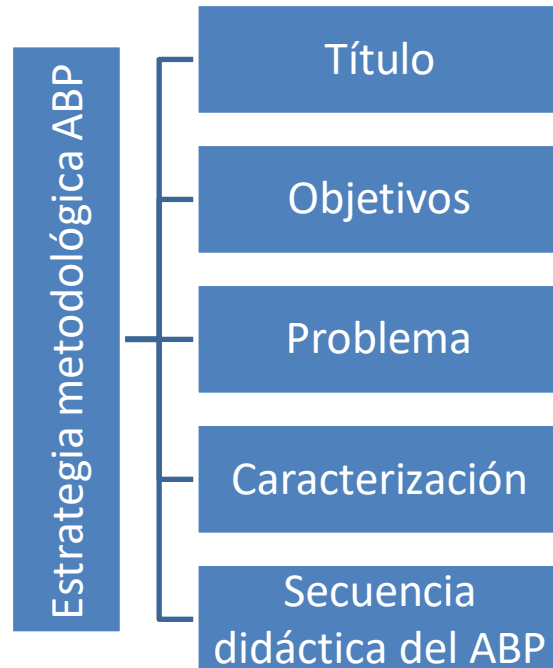 Estrategia metodológica ABP
Título
Objetivos
Problema
Caracterización
Secuencia
didáctica del ABP